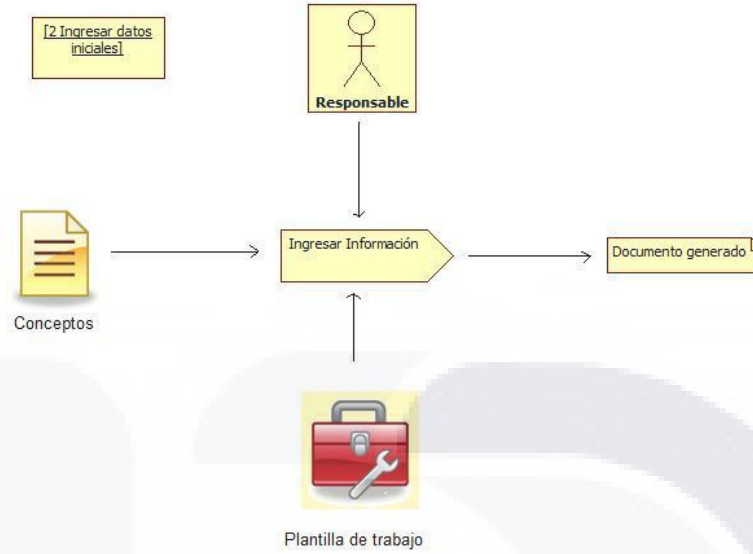 [2 Ingresar datos
iniciales]
Responsable
Ingresar Información
Documento generado
Conceptos
Plantilla de trabajo